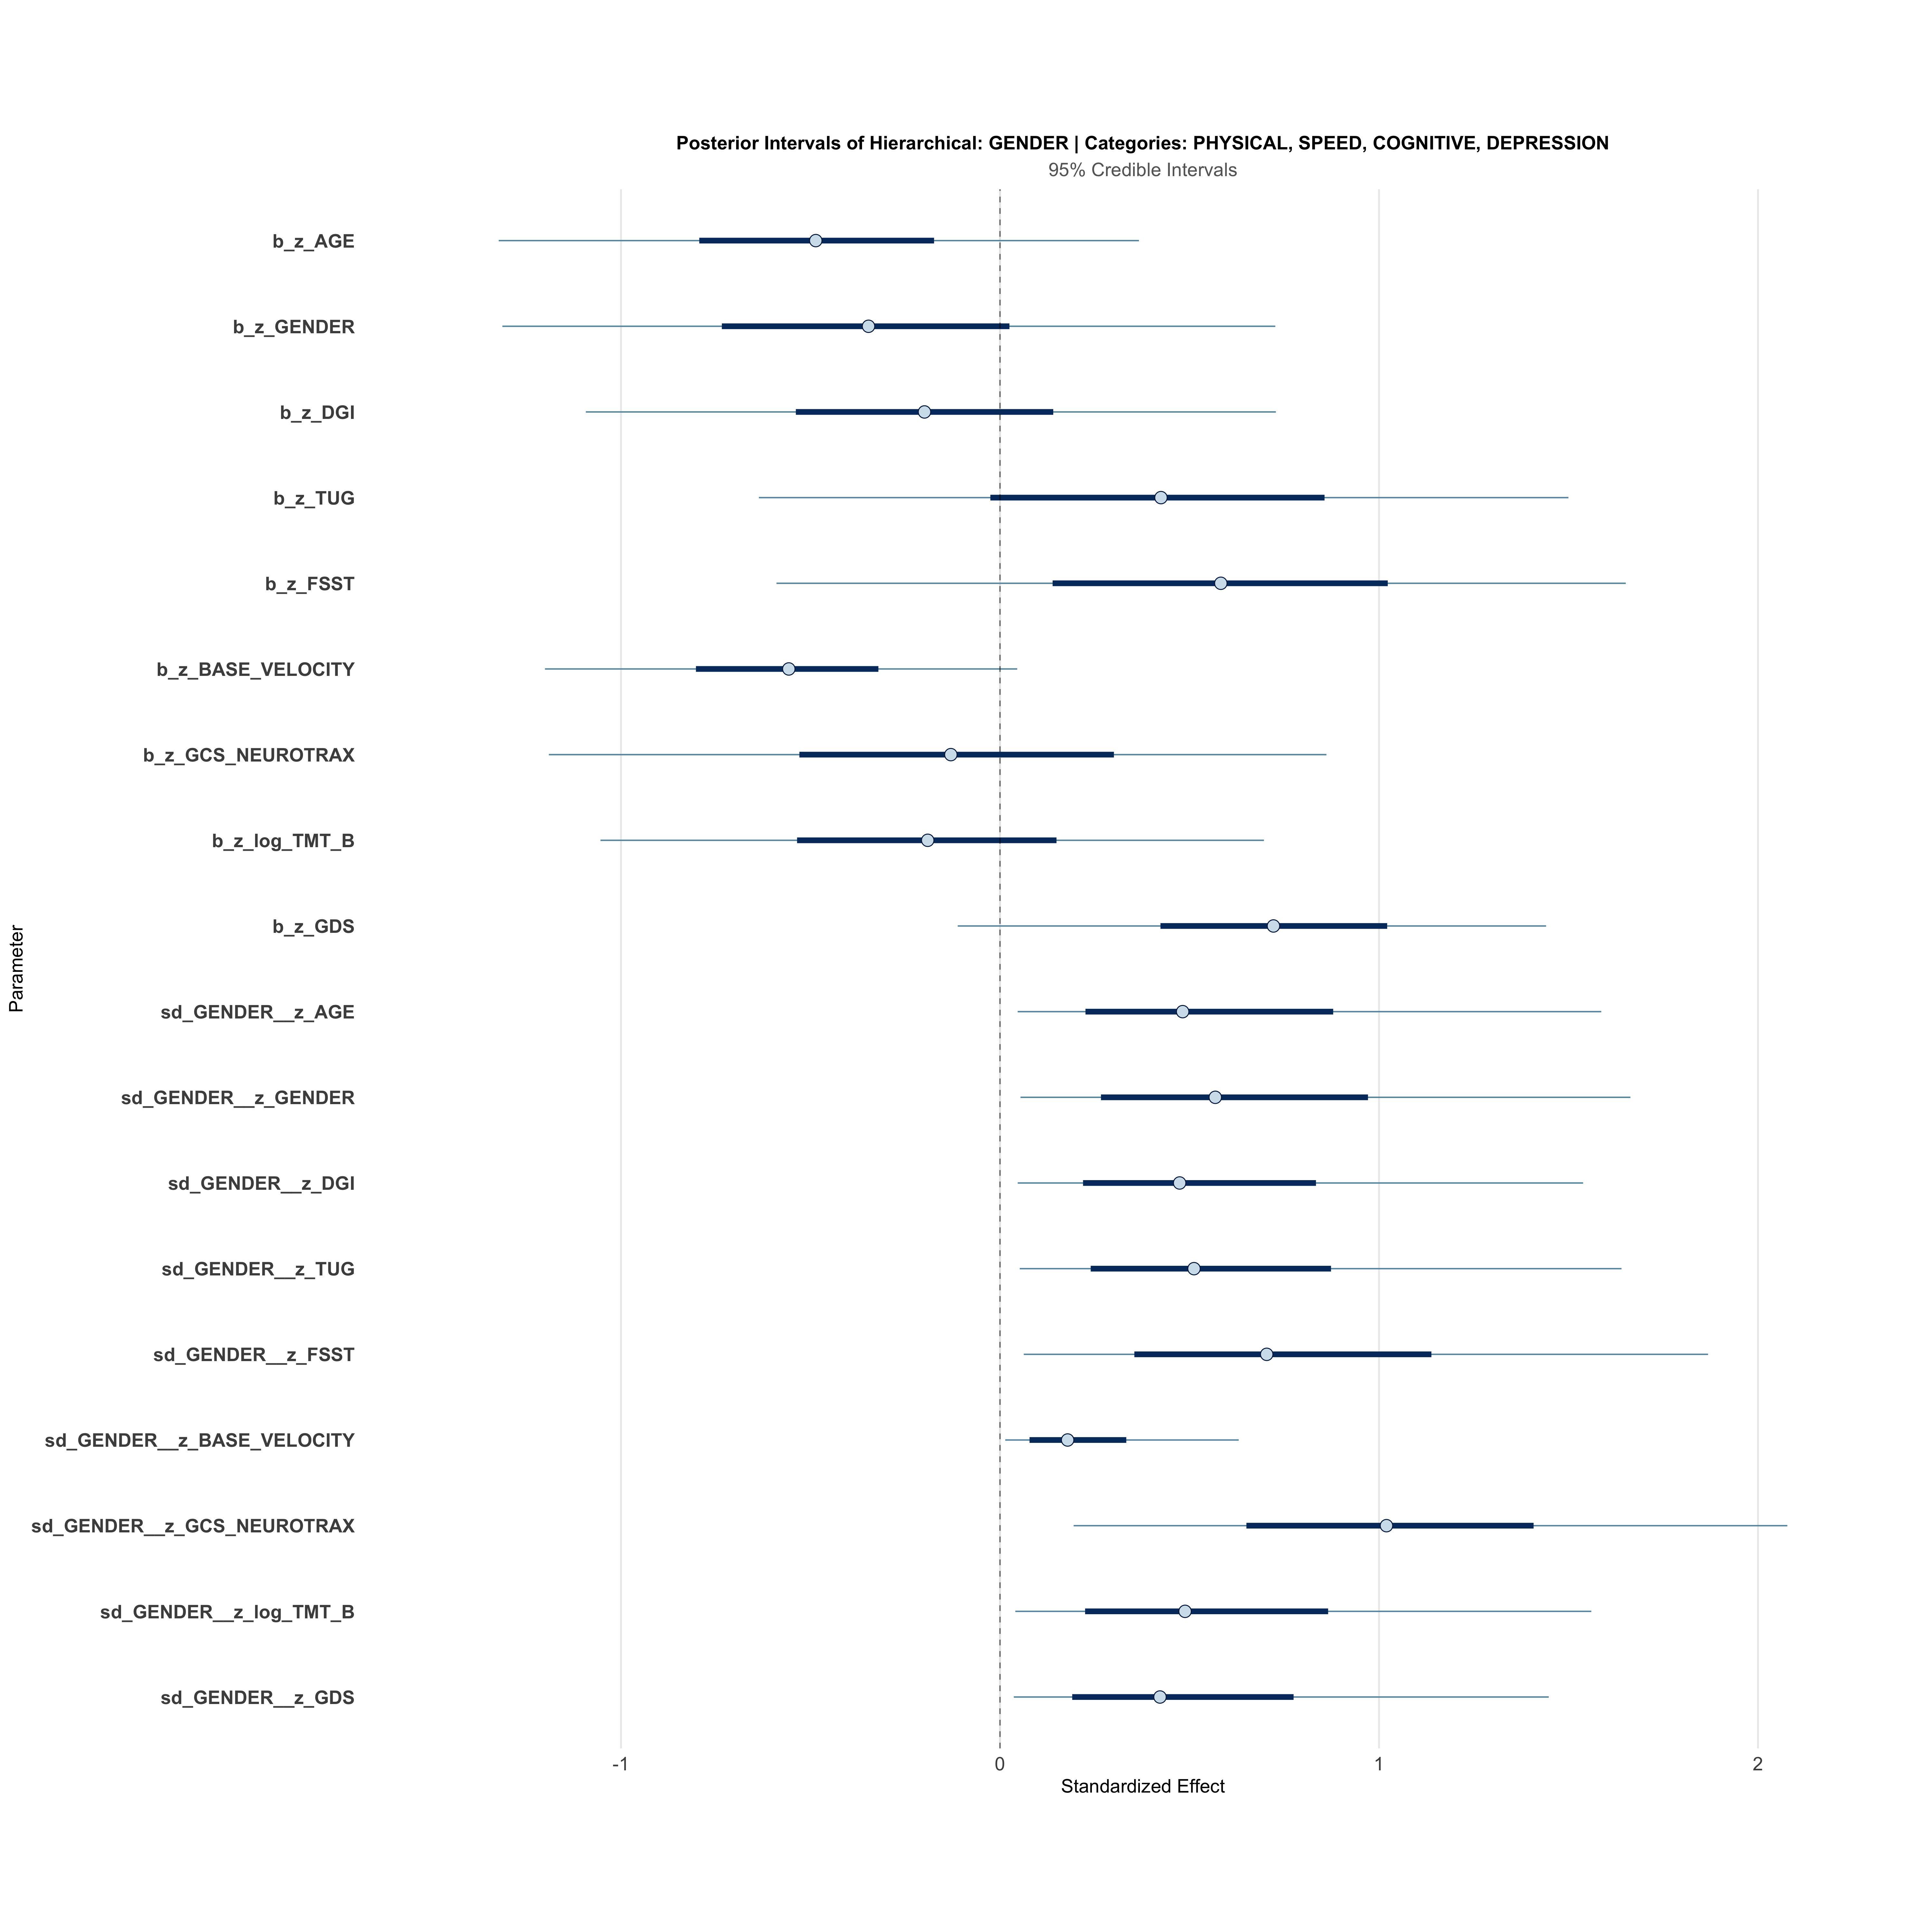 Posterior Intervals of Hierarchical: GENDER | Categories: PHYSICAL, SPEED, COGNITIVE, DEPRESSION
95% Credible Intervals
b_z_AGE
b_z_GENDER
b_z_DGI
b_z_TUG
b_z_FSST
b_z_BASE_VELOCITY
b_z_GCS_NEUROTRAX
b_z_log_TMT_B
b_z_GDS
sd_GENDER__z_AGE
sd_GENDER__z_GENDER
sd_GENDER__z_DGI
sd_GENDER__z_TUG
sd_GENDER__z_FSST
sd_GENDER__z_BASE_VELOCITY
sd_GENDER__z_GCS_NEUROTRAX
sd_GENDER__z_log_TMT_B
sd_GENDER__z_GDS
Parameter
-1 0 1 2
Standardized Effect